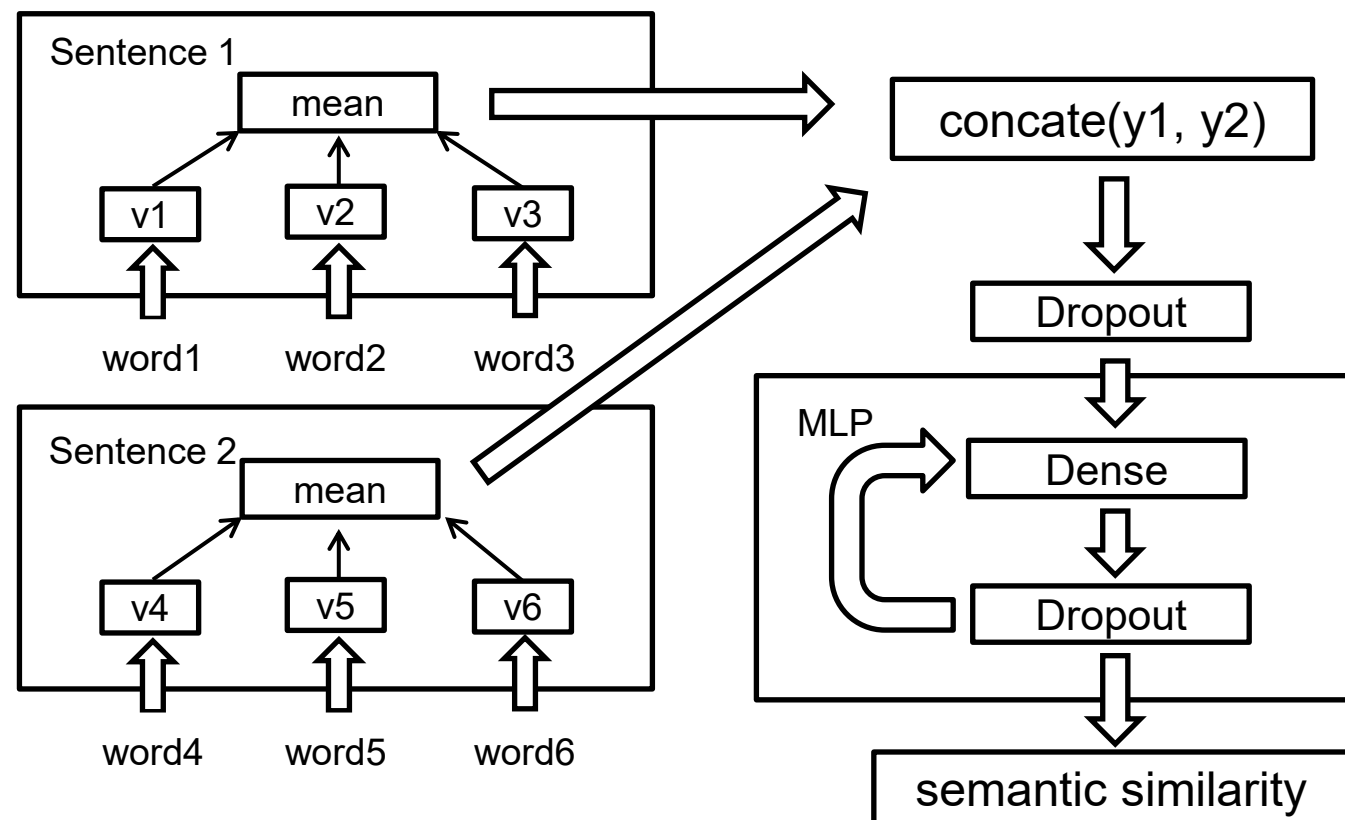 Sentence 1
mean
v1
v2
v3
word1
word2
word3
Sentence 2
mean
v4
v5
v6
word4
word5
word6
concate(y1, y2)
Dropout
MLP
Dense
Dropout
semantic similarity